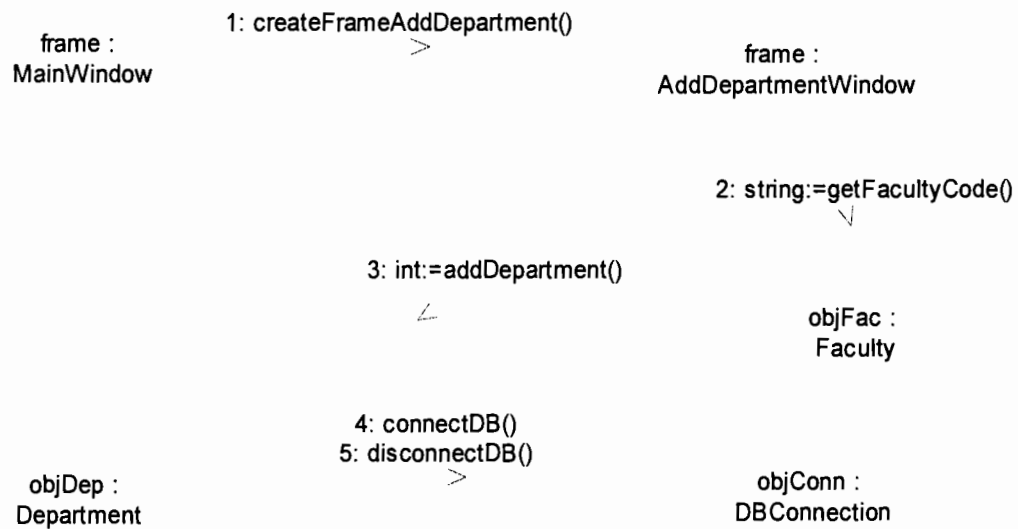 1: createFrameAddDepartment()
frame :
MainWindow
frame :
AddDepartmentWindow
2: string:=getFacultyCode()
3: int:=addDepartment()
objFac :
Faculty
4: connectDB()
5: disconnectDB()
objDep :
Department
objConn :
DBConnection